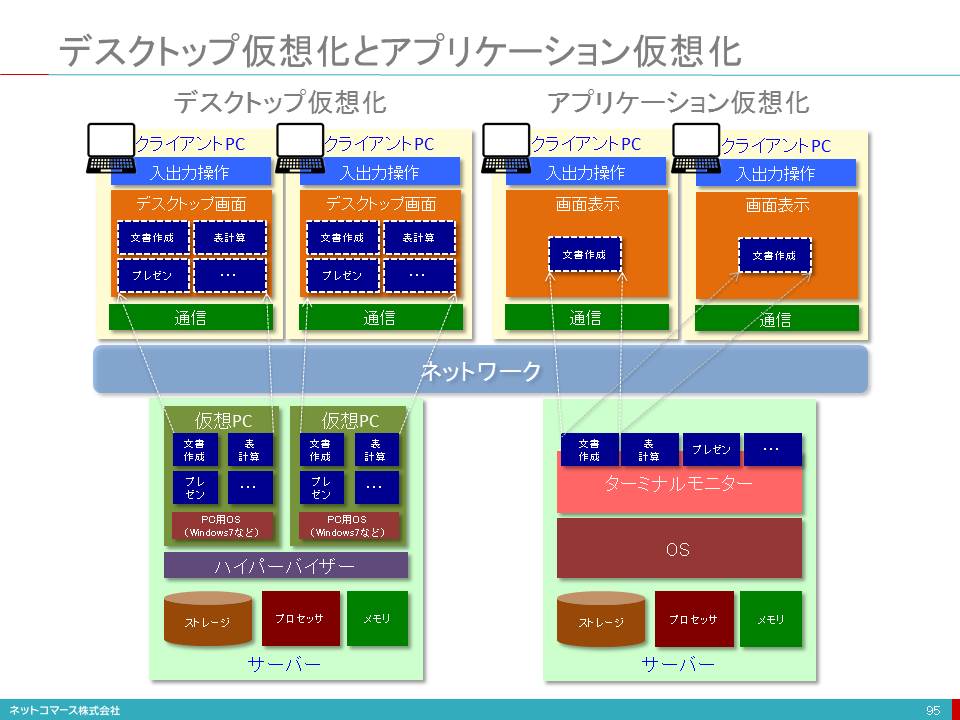 デスクトップ仮想化とアプリケーション仮想化
デスクトップ仮想化
クライアントPC
入出力操作
デスクトップ画面
文書作成
表計算
プレゼン
・・・
通信
クライアントPC
入出力操作
デスクトップ画面
文書作成
表計算
プレゼン
・・・
通信
アプリケーション仮想化
クライアントPC
入出力操作
画面表示
文書作成
通信
クライアントPC
入出力操作
画面表示
文書作成
通信
ネットワーク
仮想PC
文書
作成
表
計算
プレ
ゼン
・・・
PC用OS
（Windows7など）
仮想PC
文書
作成
表
計算
プレ
ゼン
・・・
PC用OS
（Windows7など）
ハイパーバイザー
ストレージ
プロセッサ
メモリ
サーバー
文書
作成
表
計算
プレゼン
・・・
ターミナルモニター
OS
ストレージ
プロセッサ
メモリ
サーバー
ネットコマース株式会社
95